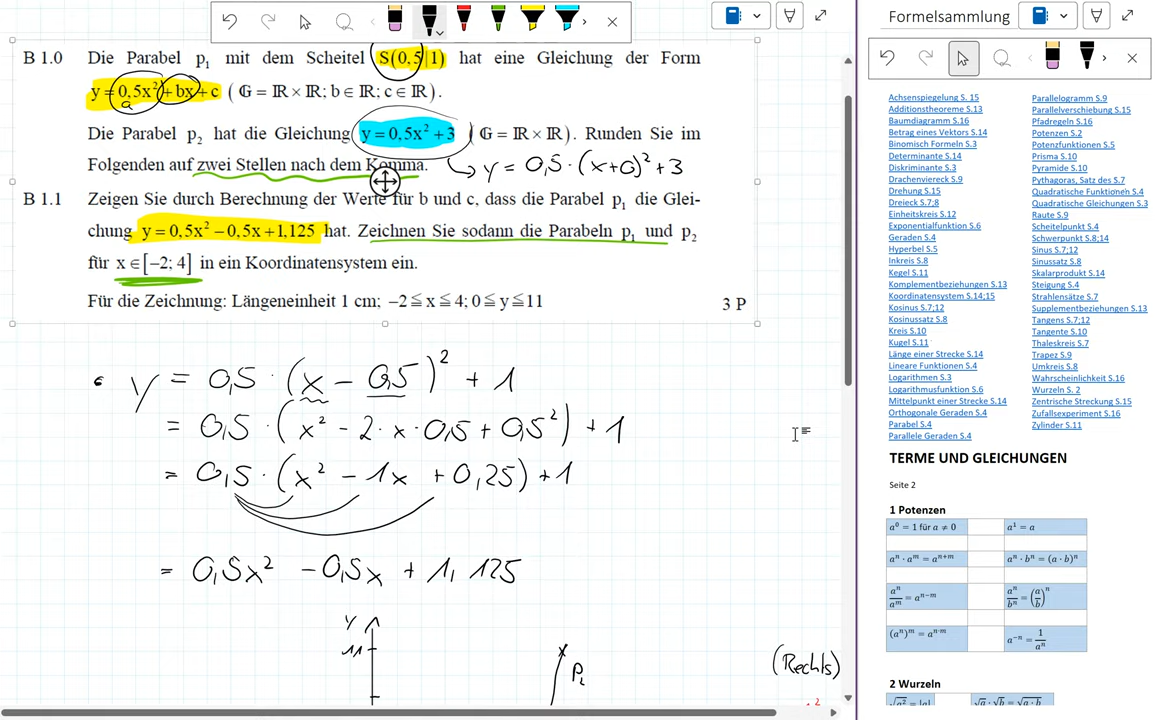 Formelsammlung
B 1.0 Die Parabel p₁ mit dem Scheitel S(0,5|1) hat eine Gleichung der Form
y = 0,5x² + bx + c ( 𝔾 = ℝ × ℝ; b ∈ ℝ; c ∈ ℝ ).
a
Die Parabel p₂ hat die Gleichung y = 0,5x² + 3 ( 𝔾 = ℝ × ℝ ). Runden Sie im
Folgenden auf zwei Stellen nach dem Komma.
y = 0,5 · (x+0)² + 3
B 1.1 Zeigen Sie durch Berechnung der Werte für b und c, dass die Parabel p₁ die Glei-
chung y = 0,5x² − 0,5x + 1,125 hat. Zeichnen Sie sodann die Parabeln p₁ und p₂
für x ∈ [−2; 4] in ein Koordinatensystem ein.
Für die Zeichnung: Längeneinheit 1 cm; −2 ≦ x ≦ 4; 0 ≦ y ≦ 11 3 P
y = 0,5 · (x − 0,5)² + 1
= 0,5 · (x² − 2 · x · 0,5 + 0,5²) + 1
= 0,5 · (x² − 1x + 0,25) + 1
= 0,5x² − 0,5x + 1,125
y
11
P₂
(Rechts)
Achsenspiegelung S. 15
Additionstheoreme S.13
Baumdiagramm S.16
Betrag eines Vektors S.14
Binomisch Formeln S.3
Determinante S.14
Diskriminante S.3
Drachenviereck S.9
Drehung S.15
Dreieck S.7;8
Einheitskreis S.12
Exponentialfunktion S.6
Geraden S.4
Hyperbel S.5
Inkreis S.8
Kegel S.11
Komplementbeziehungen S.13
Koordinatensystem S.14;15
Kosinus S.7;12
Kosinussatz S.8
Kreis S.10
Kugel S.11
Länge einer Strecke S.14
Lineare Funktionen S.4
Logarithmen S.3
Logarithmusfunktion S.6
Mittelpunkt einer Strecke S.14
Orthogonale Geraden S.4
Parabel S.4
Parallele Geraden S.4
Parallelogramm S.9
Parallelverschiebung S.15
Pfadregeln S.16
Potenzen S.2
Potenzfunktionen S.5
Prisma S.10
Pyramide S.10
Pythagoras, Satz des S.7
Quadratische Funktionen S.4
Quadratische Gleichungen S.3
Raute S.9
Scheitelpunkt S.4
Schwerpunkt S.8;14
Sinus S.7;12
Sinussatz S.8
Skalarprodukt S.14
Steigung S.4
Strahlensätze S.7
Supplementbeziehungen S.13
Tangens S.7;12
Tangente S.10
Thaleskreis S.7
Trapez S.9
Umkreis S.8
Wahrscheinlichkeit S.16
Wurzeln S. 2
Zentrische Streckung S.15
Zufallsexperiment S.16
Zylinder S.11
TERME UND GLEICHUNGEN
Seite 2
1 Potenzen
a⁰ = 1 für a ≠ 0 a¹ = a
aⁿ · aᵐ = aⁿ⁺ᵐ aⁿ · bⁿ = (a · b)ⁿ
aⁿ/aᵐ = aⁿ⁻ᵐ aⁿ/bⁿ = (a/b)ⁿ
(aⁿ)ᵐ = aⁿ·ᵐ a⁻ⁿ = 1/aⁿ
2 Wurzeln
√a² = |a| √a · √b = √(a · b)